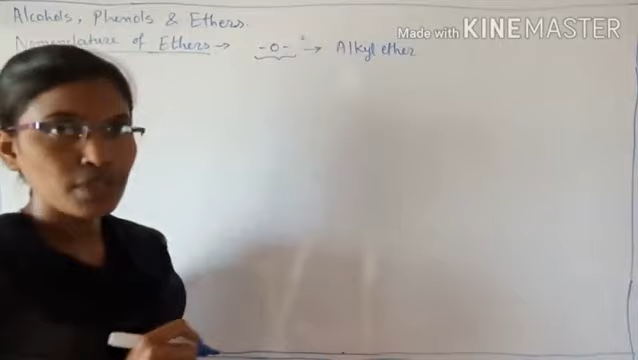 Alcohols, Phenols & Ethers.
Made with KINEMASTER
Nomenclature of Ethers → -O- → Alkyl ether